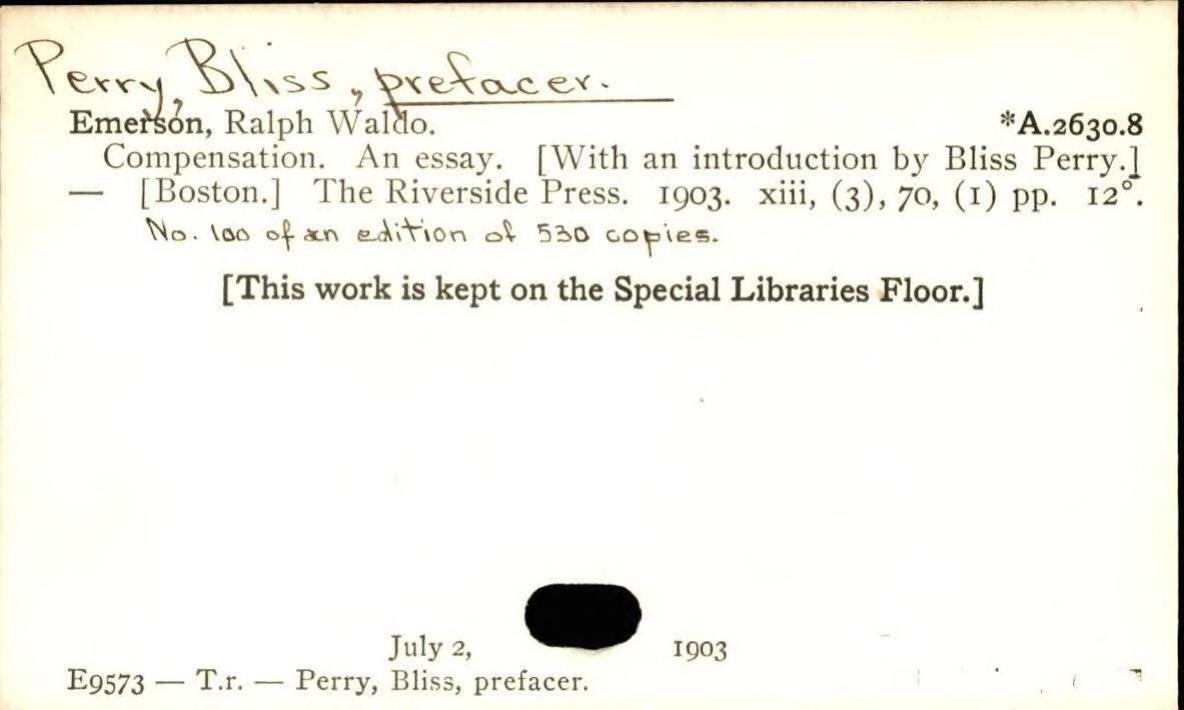 Perry, Bliss, prefacer.
Emerson, Ralph Waldo. *A.2630.8
Compensation. An essay. [With an introduction by Bliss Perry.]
— [Boston.] The Riverside Press. 1903. xiii, (3), 70, (1) pp. 12°.
No. 100 of an edition of 530 copies.
[This work is kept on the Special Libraries Floor.]
July 2, 1903
E9573 — T.r. — Perry, Bliss, prefacer.